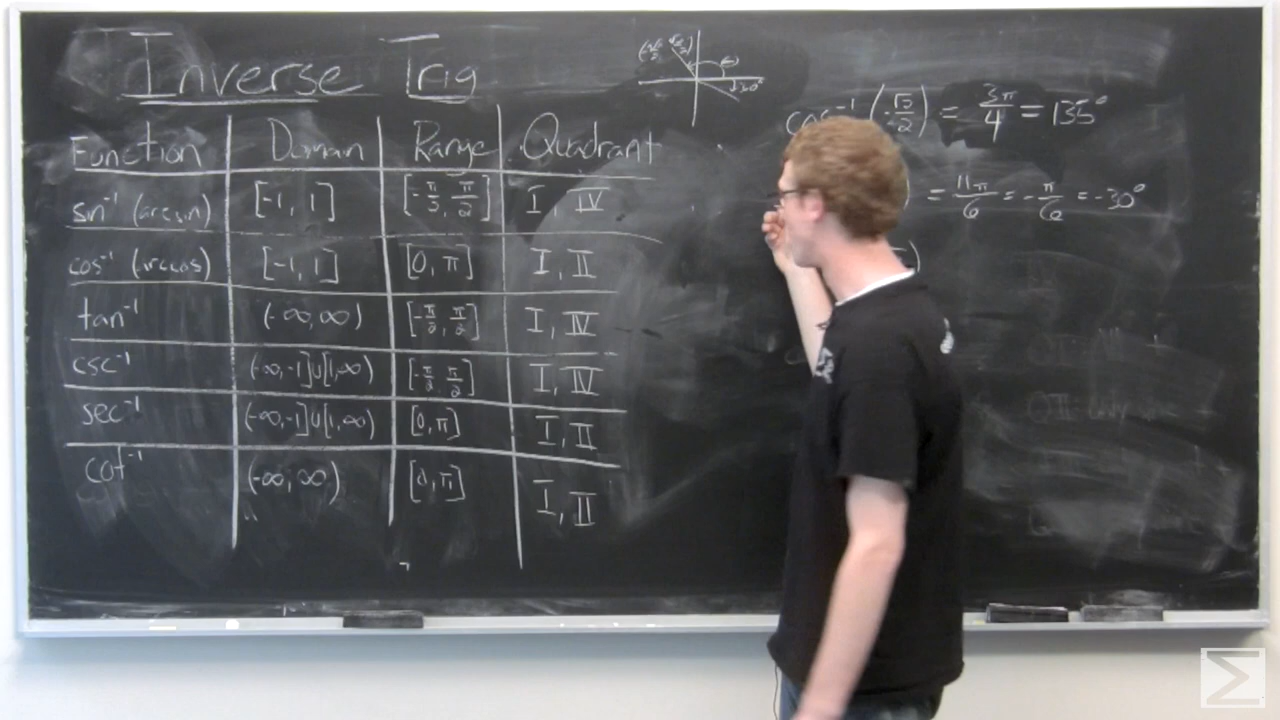 Inverse Trig
Function Domain Range Quadrant
sin⁻¹ (arcsin) [-1, 1] [-π/2, π/2] I, IV
cos⁻¹ (arccos) [-1, 1] [0, π] I, II
tan⁻¹ (-∞, ∞) [-π/2, π/2] I, IV
csc⁻¹ (-∞, -1]∪[1, ∞) [-π/2, π/2] I, IV
sec⁻¹ (-∞, -1]∪[1, ∞) [0, π] I, II
cot⁻¹ (-∞, ∞) [0, π] I, II
cos⁻¹ (-√2/2) = 3π/4 = 135°
) = 11π/6 = -π/6 = -30°
Σ